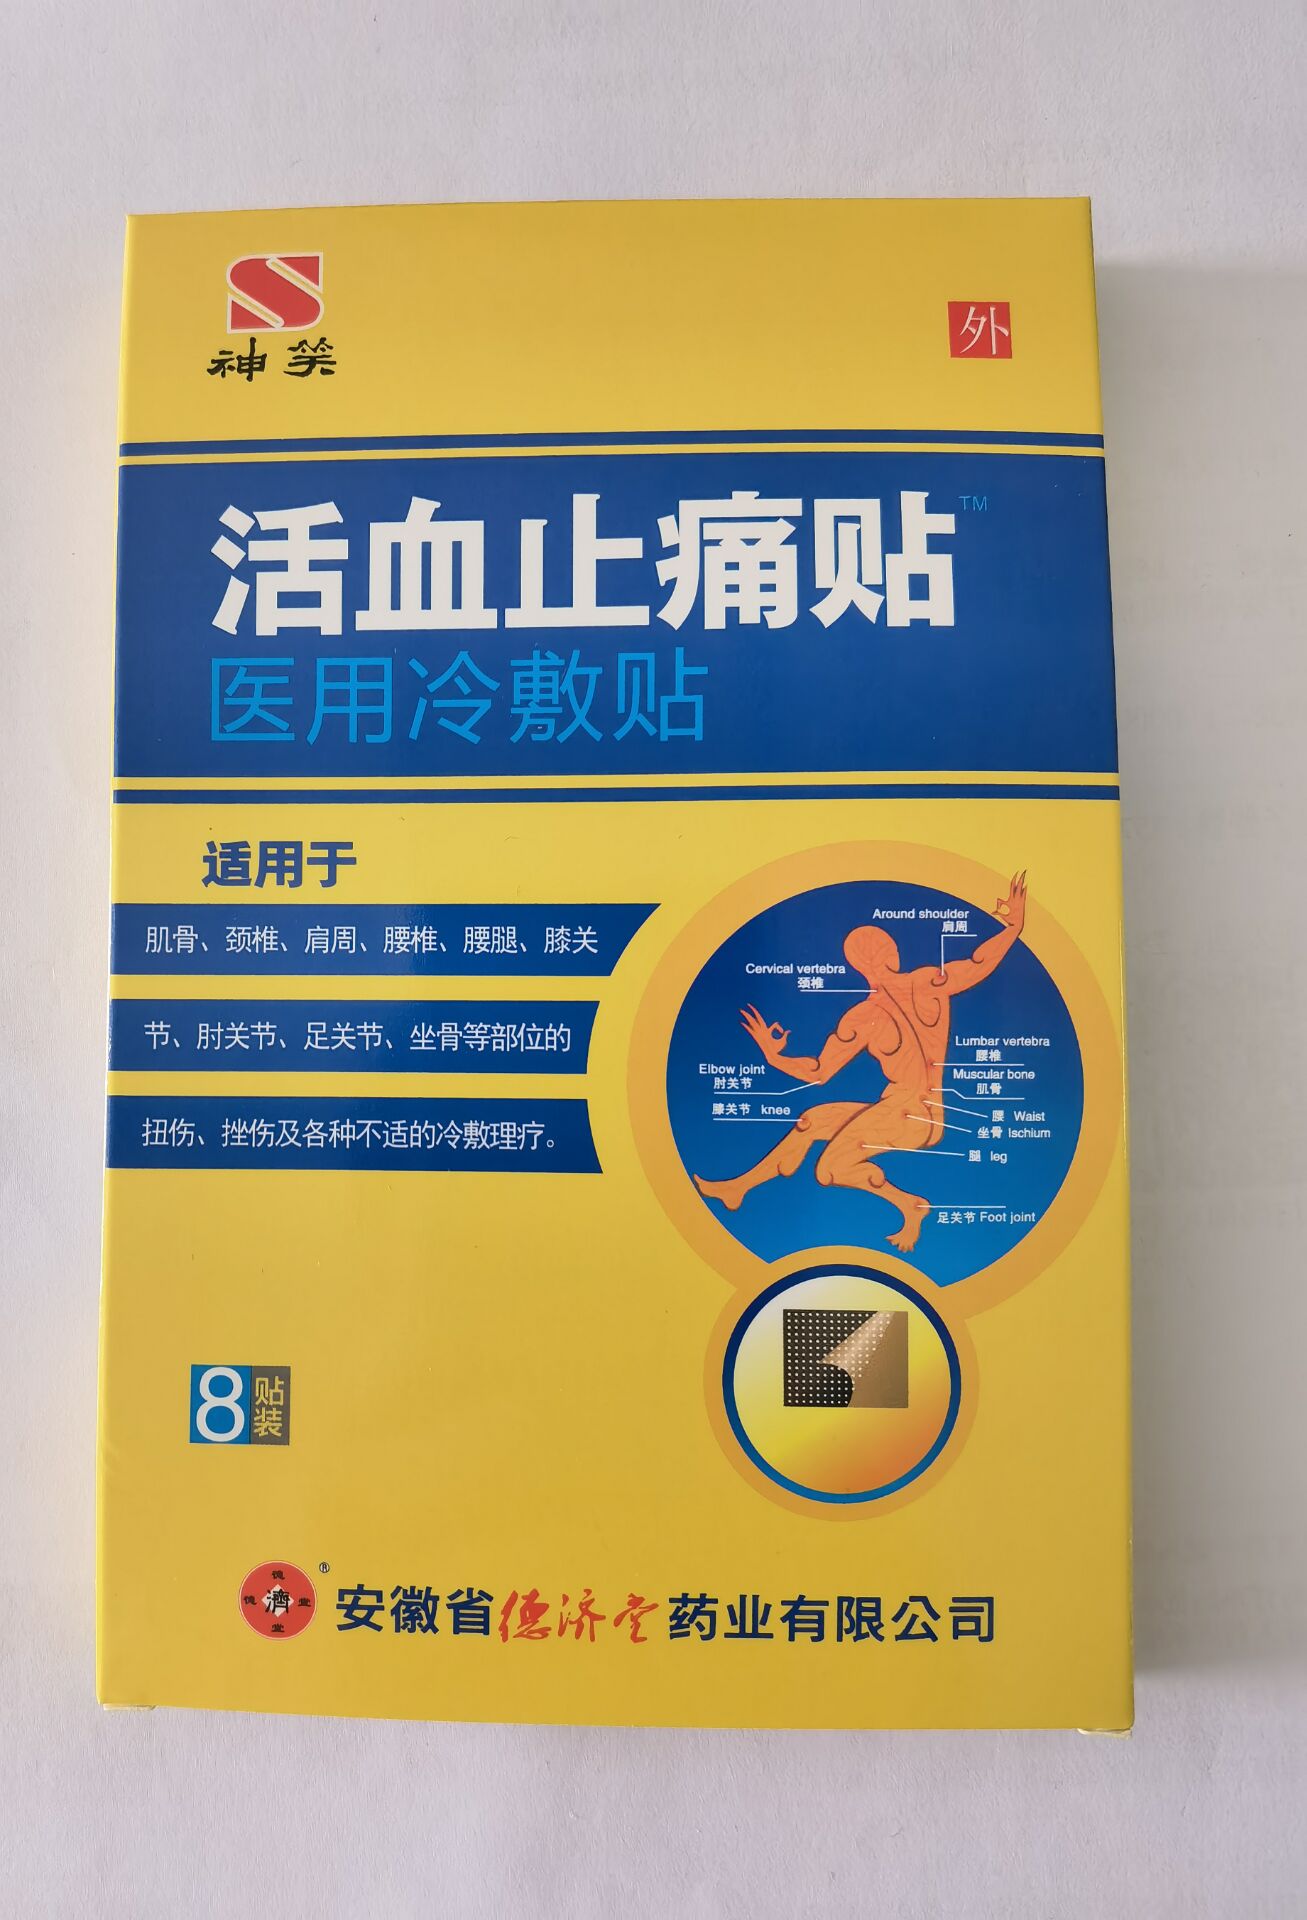 神笑
外
活血止痛贴™
医用冷敷贴
适用于
肌骨、颈椎、肩周、腰椎、腰腿、膝关
节、肘关节、足关节、坐骨等部位的
扭伤、挫伤及各种不适的冷敷理疗。
Around shoulder
肩周
Cervical vertebra
颈椎
Lumbar vertebra
腰椎
Elbow joint
肘关节
Muscular bone
肌骨
膝关节 knee
腰 Waist
坐骨 Ischium
腿 leg
足关节 Foot joint
8贴装
德
德 濟 堂
堂
®
安徽省德济堂药业有限公司